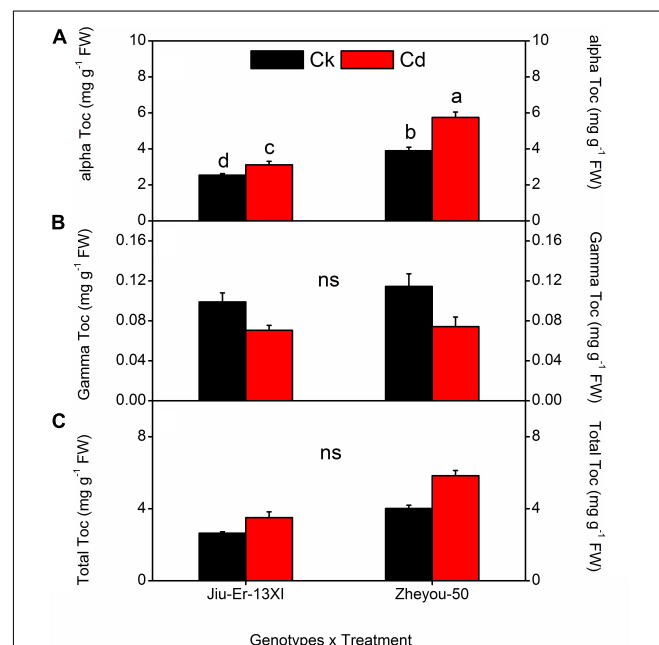 A
10
8
6
4
2
0
alpha Toc (mg g⁻¹ FW)
Ck
Cd
d
c
b
a
10
8
6
4
2
0
alpha Toc (mg g⁻¹ FW)
B
0.16
0.12
0.08
0.04
0.00
Gamma Toc (mg g⁻¹ FW)
ns
0.16
0.12
0.08
0.04
0.00
Gamma Toc (mg g⁻¹ FW)
C
8
4
0
Total Toc (mg g⁻¹ FW)
ns
8
4
0
Total Toc (mg g⁻¹ FW)
Jiu-Er-13XI
Zheyou-50
Genotypes x Treatment